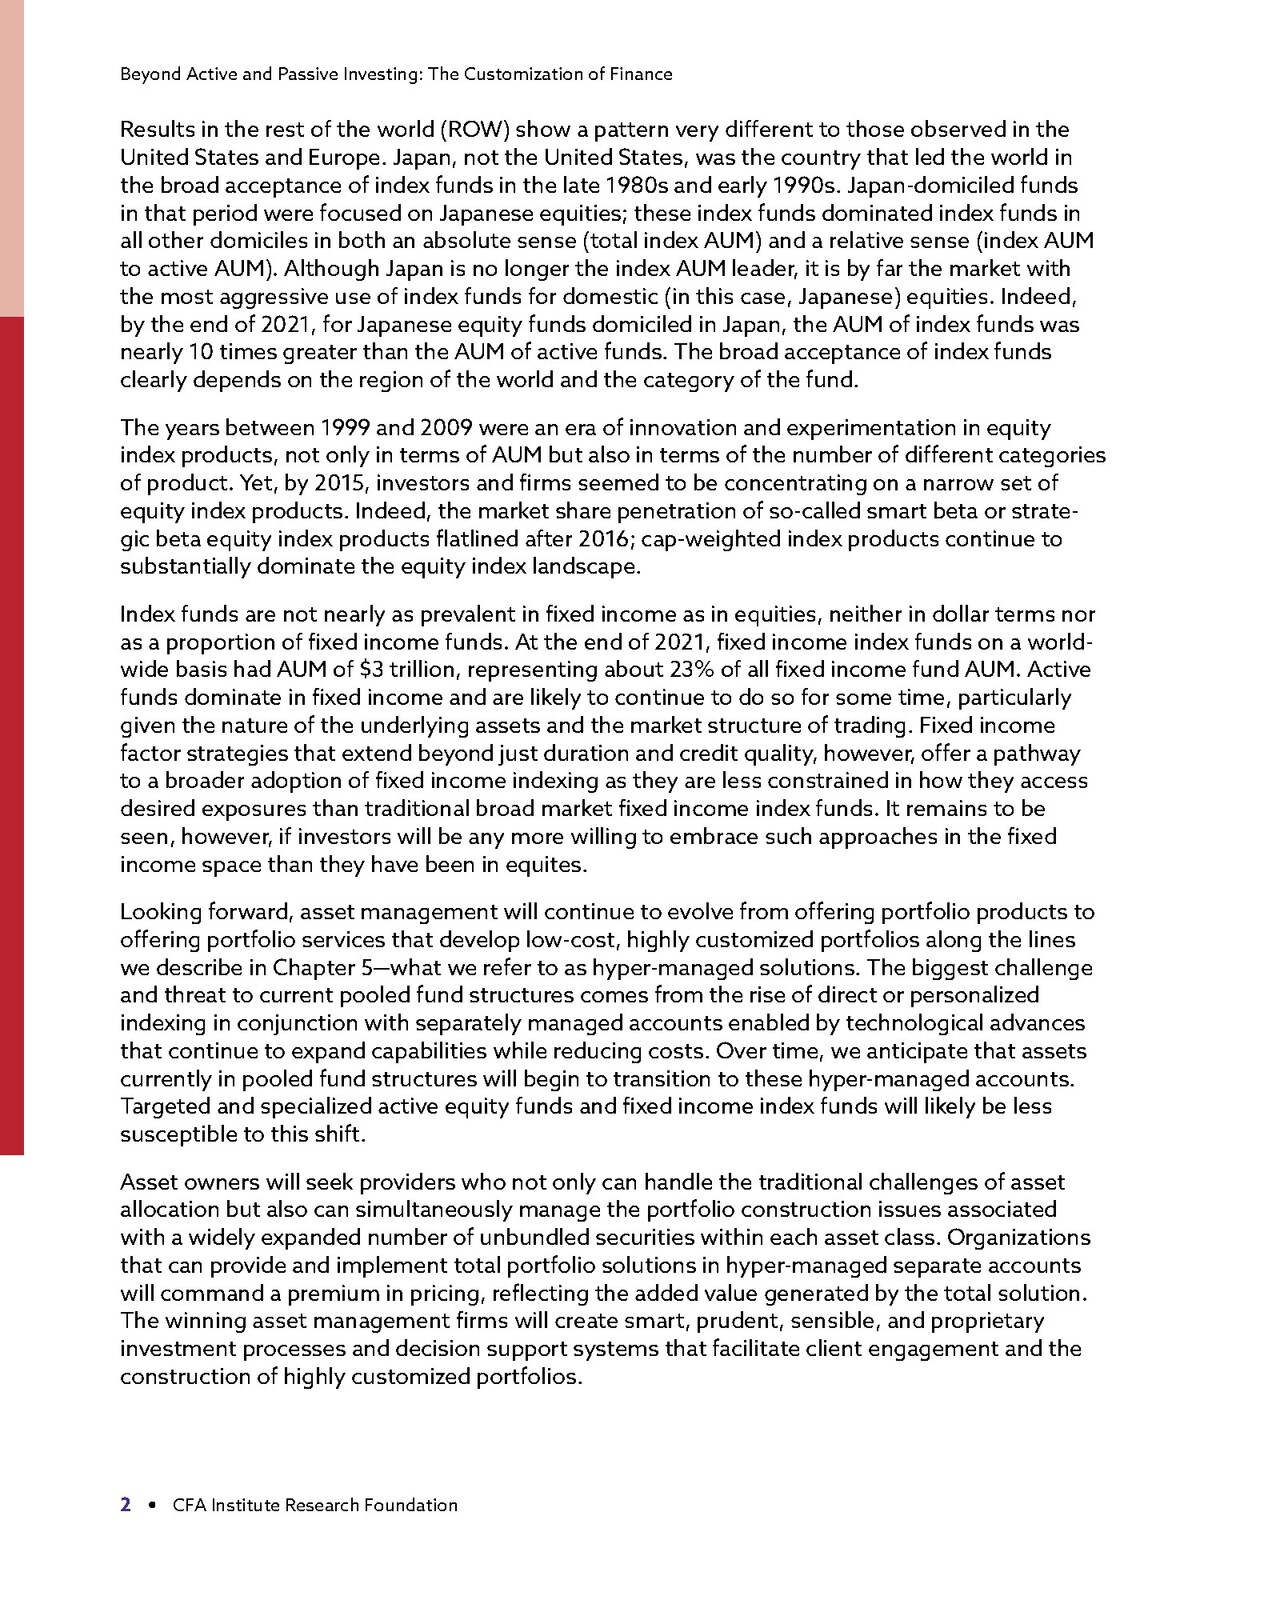 Beyond Active and Passive Investing: The Customization of Finance
Results in the rest of the world (ROW) show a pattern very different to those observed in the
United States and Europe. Japan, not the United States, was the country that led the world in
the broad acceptance of index funds in the late 1980s and early 1990s. Japan-domiciled funds
in that period were focused on Japanese equities; these index funds dominated index funds in
all other domiciles in both an absolute sense (total index AUM) and a relative sense (index AUM
to active AUM). Although Japan is no longer the index AUM leader, it is by far the market with
the most aggressive use of index funds for domestic (in this case, Japanese) equities. Indeed,
by the end of 2021, for Japanese equity funds domiciled in Japan, the AUM of index funds was
nearly 10 times greater than the AUM of active funds. The broad acceptance of index funds
clearly depends on the region of the world and the category of the fund.
The years between 1999 and 2009 were an era of innovation and experimentation in equity
index products, not only in terms of AUM but also in terms of the number of different categories
of product. Yet, by 2015, investors and firms seemed to be concentrating on a narrow set of
equity index products. Indeed, the market share penetration of so-called smart beta or strate-
gic beta equity index products flatlined after 2016; cap-weighted index products continue to
substantially dominate the equity index landscape.
Index funds are not nearly as prevalent in fixed income as in equities, neither in dollar terms nor
as a proportion of fixed income funds. At the end of 2021, fixed income index funds on a world-
wide basis had AUM of $3 trillion, representing about 23% of all fixed income fund AUM. Active
funds dominate in fixed income and are likely to continue to do so for some time, particularly
given the nature of the underlying assets and the market structure of trading. Fixed income
factor strategies that extend beyond just duration and credit quality, however, offer a pathway
to a broader adoption of fixed income indexing as they are less constrained in how they access
desired exposures than traditional broad market fixed income index funds. It remains to be
seen, however, if investors will be any more willing to embrace such approaches in the fixed
income space than they have been in equites.
Looking forward, asset management will continue to evolve from offering portfolio products to
offering portfolio services that develop low-cost, highly customized portfolios along the lines
we describe in Chapter 5—what we refer to as hyper-managed solutions. The biggest challenge
and threat to current pooled fund structures comes from the rise of direct or personalized
indexing in conjunction with separately managed accounts enabled by technological advances
that continue to expand capabilities while reducing costs. Over time, we anticipate that assets
currently in pooled fund structures will begin to transition to these hyper-managed accounts.
Targeted and specialized active equity funds and fixed income index funds will likely be less
susceptible to this shift.
Asset owners will seek providers who not only can handle the traditional challenges of asset
allocation but also can simultaneously manage the portfolio construction issues associated
with a widely expanded number of unbundled securities within each asset class. Organizations
that can provide and implement total portfolio solutions in hyper-managed separate accounts
will command a premium in pricing, reflecting the added value generated by the total solution.
The winning asset management firms will create smart, prudent, sensible, and proprietary
investment processes and decision support systems that facilitate client engagement and the
construction of highly customized portfolios.
2 • CFA Institute Research Foundation